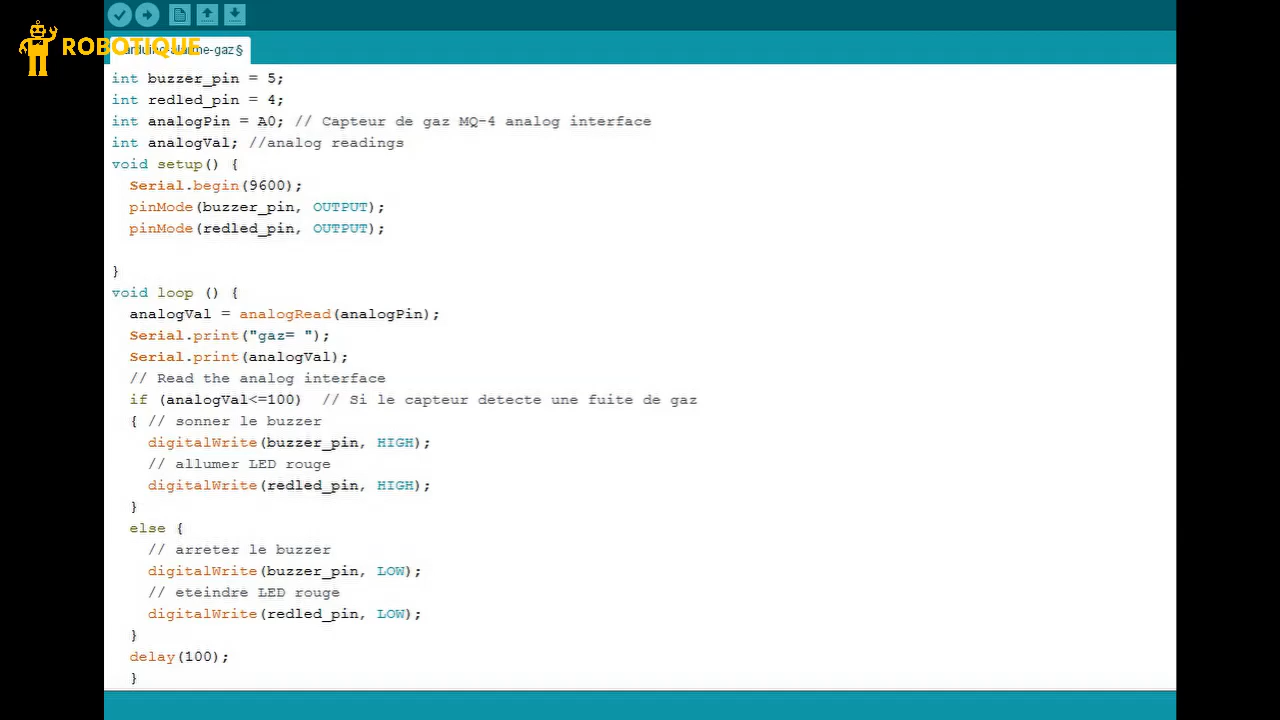 ROBOTIQUE
arduino-alarme-gaz§
int buzzer_pin = 5;
int redled_pin = 4;
int analogPin = A0; // Capteur de gaz MQ-4 analog interface
int analogVal; //analog readings
void setup() {
Serial.begin(9600);
pinMode(buzzer_pin, OUTPUT);
pinMode(redled_pin, OUTPUT);
}
void loop () {
analogVal = analogRead(analogPin);
Serial.print("gaz= ");
Serial.print(analogVal);
// Read the analog interface
if (analogVal<=100)  // Si le capteur detecte une fuite de gaz
{ // sonner le buzzer
digitalWrite(buzzer_pin, HIGH);
// allumer LED rouge
digitalWrite(redled_pin, HIGH);
}
else {
// arreter le buzzer
digitalWrite(buzzer_pin, LOW);
// eteindre LED rouge
digitalWrite(redled_pin, LOW);
}
delay(100);
}